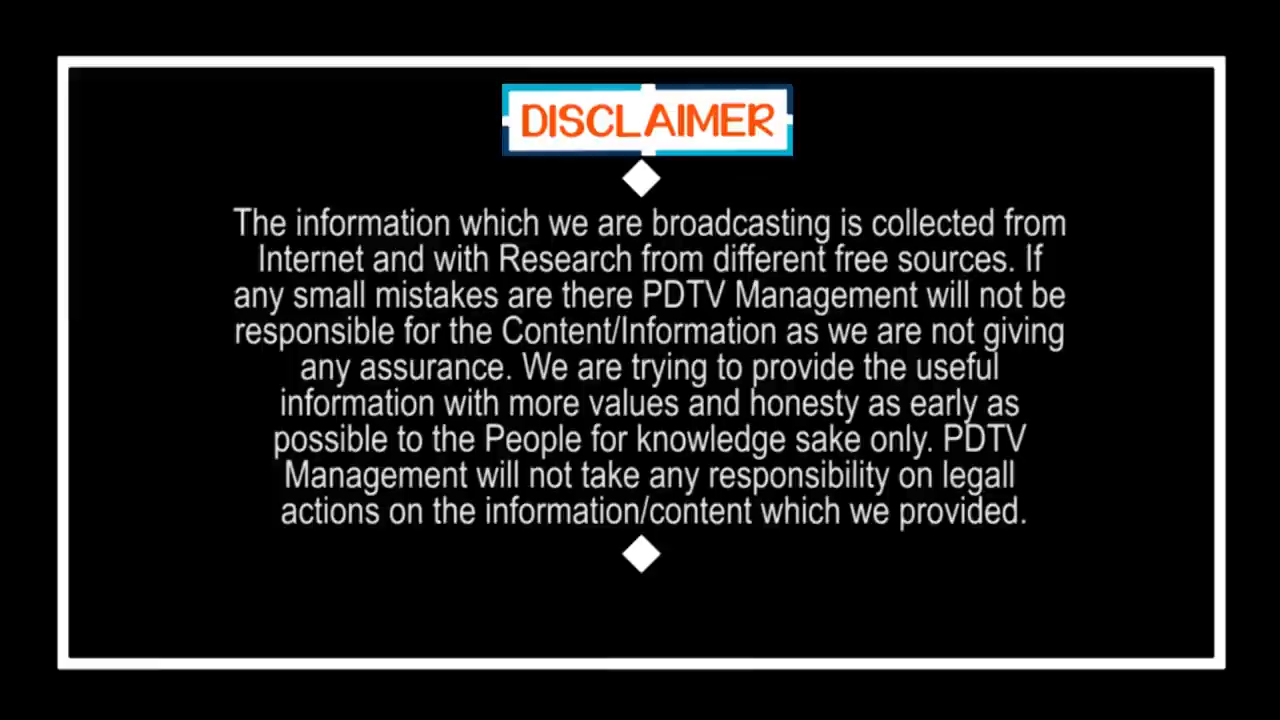 DISCLAIMER
The information which we are broadcasting is collected from
Internet and with Research from different free sources. If
any small mistakes are there PDTV Management will not be
responsible for the Content/Information as we are not giving
any assurance. We are trying to provide the useful
information with more values and honesty as early as
possible to the People for knowledge sake only. PDTV
Management will not take any responsibility on legall
actions on the information/content which we provided.